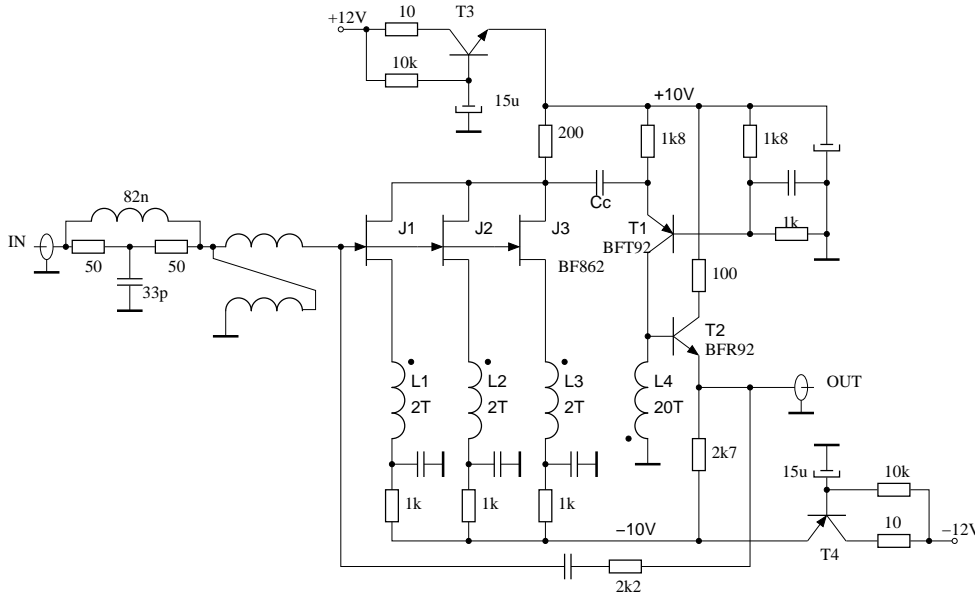 10
T3
+12V
10k
15u
+10V
200
1k8
1k8
82n
Cc
IN
J1
J2
J3
T1
1k
BFT92
50
50
BF862
100
33p
T2
BFR92
L1
L2
L3
L4
OUT
2T
2T
2T
20T
2k7
15u
10k
1k
1k
1k
−10V
10
−12V
T4
2k2